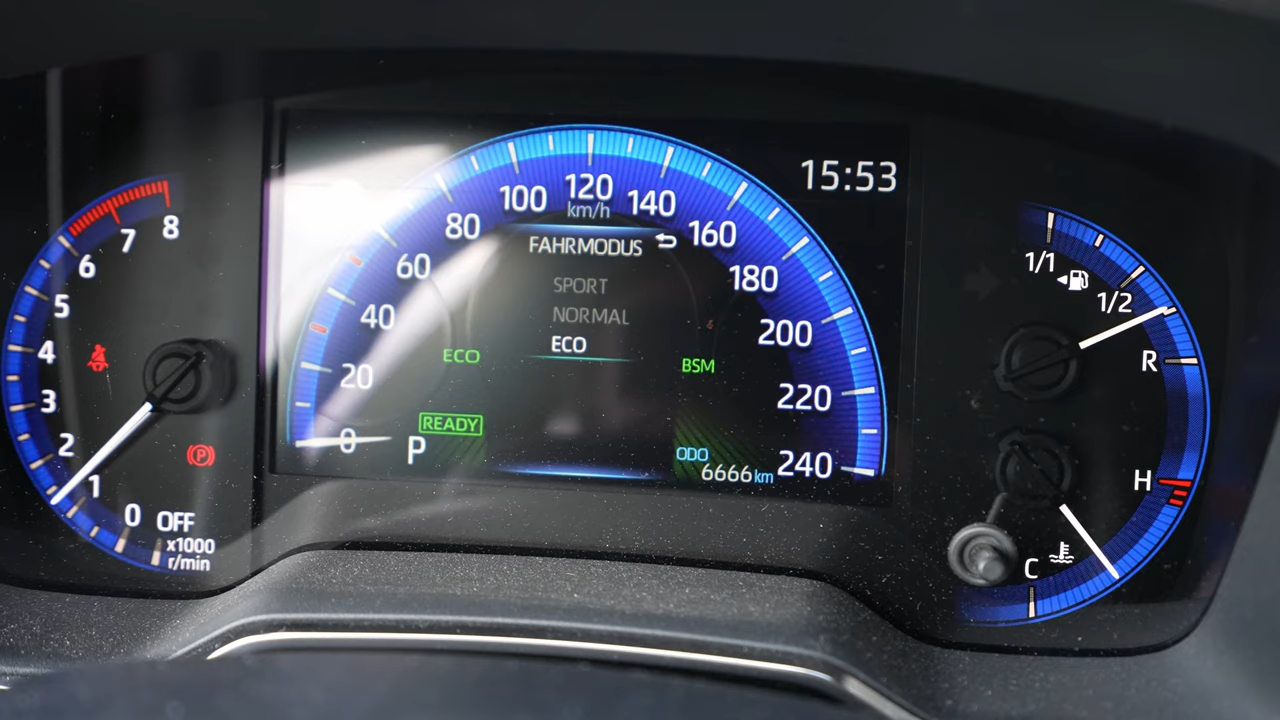 8
7
6
5
4
3
2
1
0 OFF
x1000
r/min
0
20
40
60
80
100
120
km/h
140
160
180
200
220
240
15:53
FAHRMODUS
SPORT
NORMAL
ECO
ECO
BSM
READY
P
ODO
6666 km
1/1
1/2
R
H
C
(P)